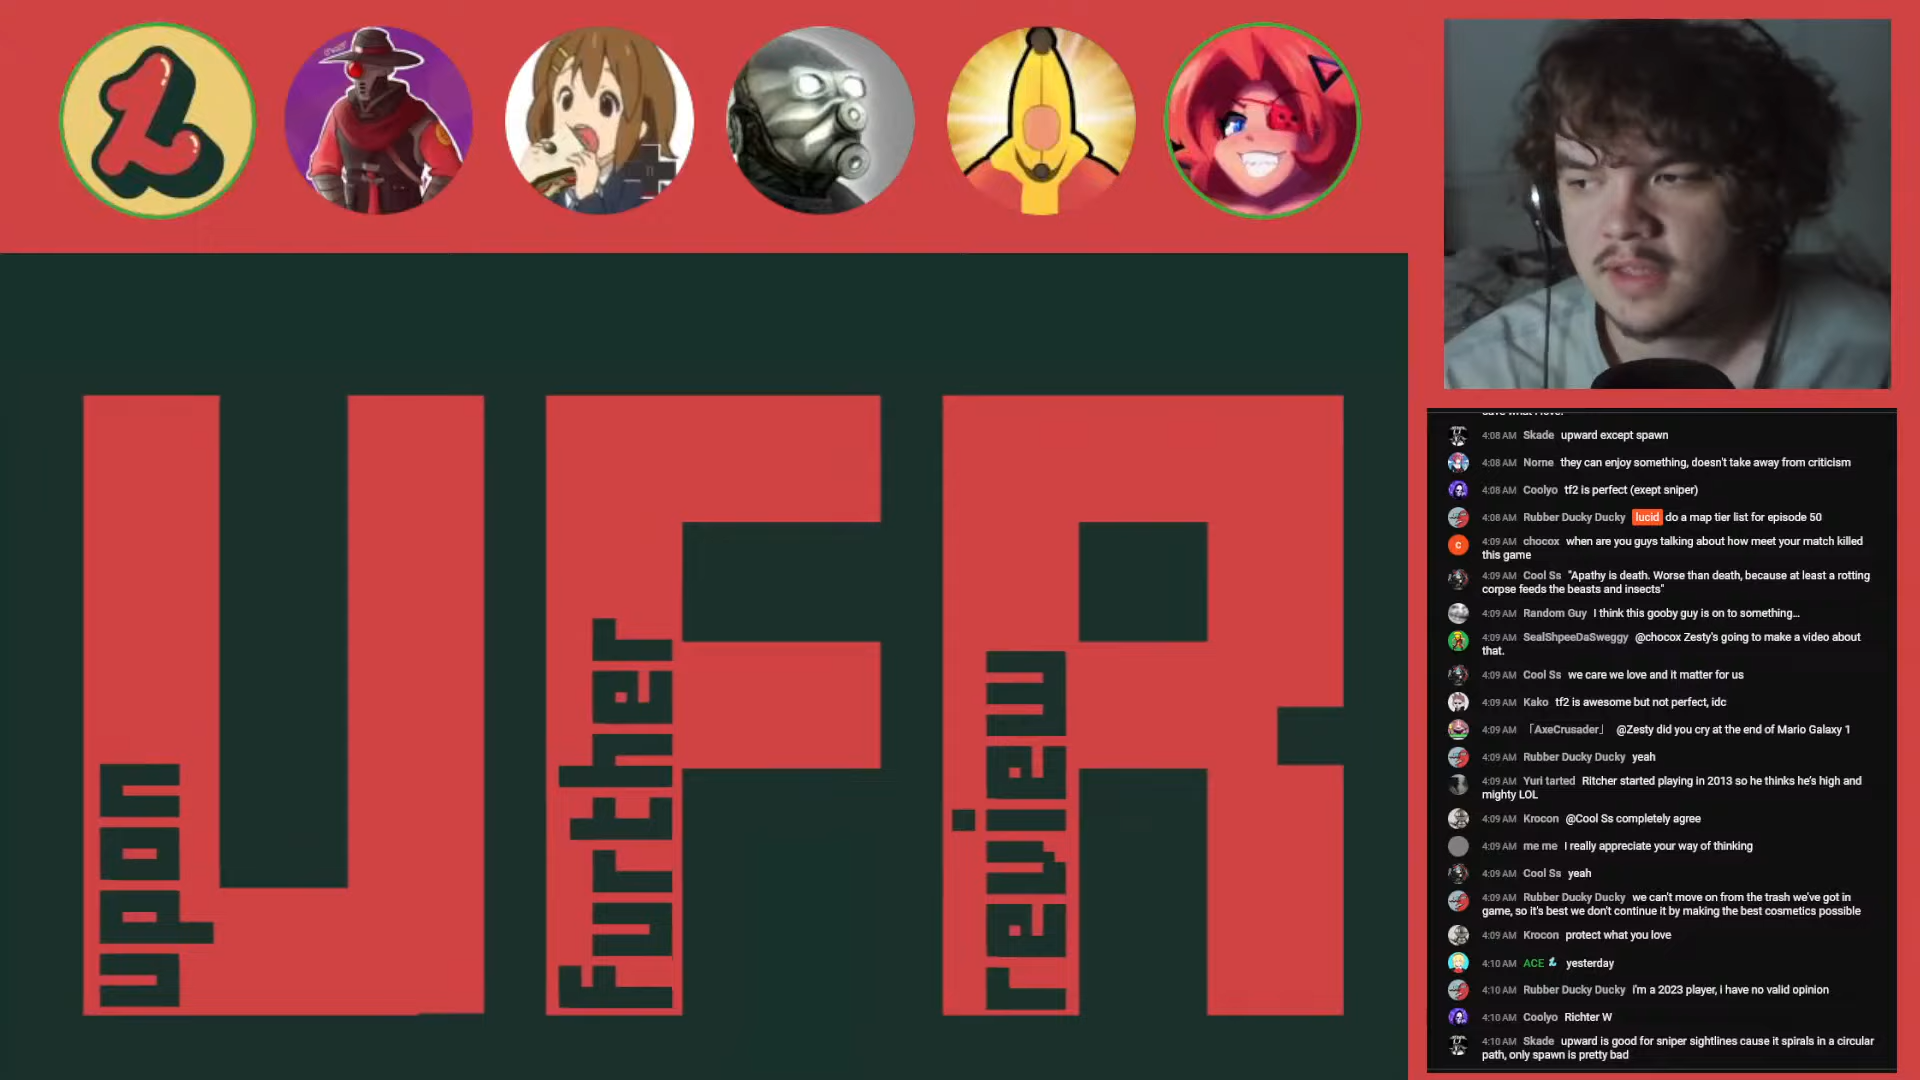 UFR
upon
further
review
4:08 AM Skade upward except spawn
4:08 AM Nome they can enjoy something, doesn't take away from criticism
4:08 AM Coolyo tf2 is perfect (exept sniper)
4:08 AM Rubber Ducky Ducky lucid do a map tier list for episode 50
4:09 AM chocox when are you guys talking about how meet your match killed
this game
4:09 AM Cool Ss "Apathy is death. Worse than death, because at least a rotting
corpse feeds the beasts and insects"
4:09 AM Random Guy I think this gooby guy is on to something...
4:09 AM SealShpeeDaSweggy @chocox Zesty's going to make a video about
that.
4:09 AM Cool Ss we care we love and it matter for us
4:09 AM Kako tf2 is awesome but not perfect, idc
4:09 AM 「AxeCrusader」 @Zesty did you cry at the end of Mario Galaxy 1
4:09 AM Rubber Ducky Ducky yeah
4:09 AM Yuri tarted Ritcher started playing in 2013 so he thinks he's high and
mighty LOL
4:09 AM Krocon @Cool Ss completely agree
4:09 AM me me I really appreciate your way of thinking
4:09 AM Cool Ss yeah
4:09 AM Rubber Ducky Ducky we can't move on from the trash we've got in
game, so it's best we don't continue it by making the best cosmetics possible
4:09 AM Krocon protect what you love
4:10 AM ACE yesterday
4:10 AM Rubber Ducky Ducky i'm a 2023 player, i have no valid opinion
4:10 AM Coolyo Richter W
4:10 AM Skade upward is good for sniper sightlines cause it spirals in a circular
path, only spawn is pretty bad